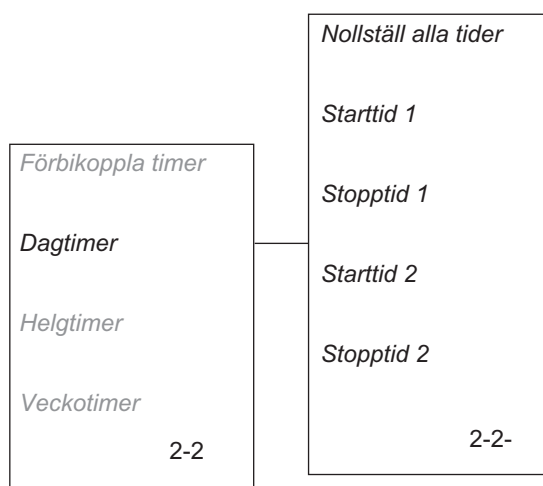 Förbikoppla timer
Dagtimer
Helgtimer
Veckotimer
2-2
Nollställ alla tider
Starttid 1
Stopptid 1
Starttid 2
Stopptid 2
2-2-